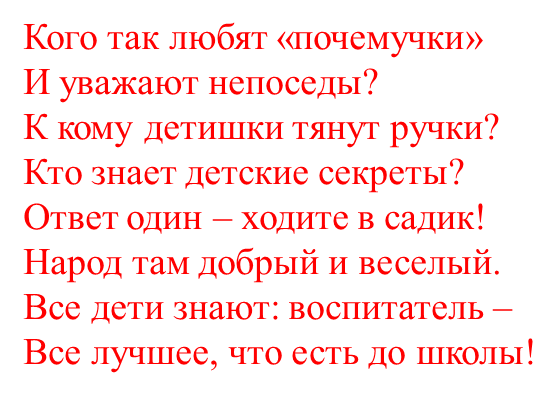 Кого так любят «почемучки»
И уважают непоседы?
К кому детишки тянут ручки?
Кто знает детские секреты?
Ответ один – ходите в садик!
Народ там добрый и веселый.
Все дети знают: воспитатель –
Все лучшее, что есть до школы!